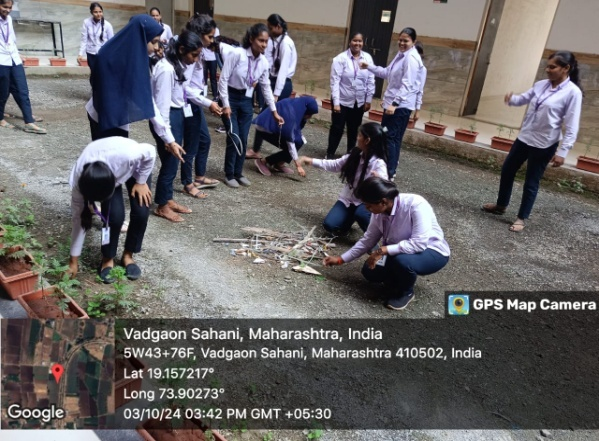 GPS Map Camera
Vadgaon Sahani, Maharashtra, India
5W43+76F, Vadgaon Sahani, Maharashtra 410502, India
Lat 19.157217°
Long 73.90273°
03/10/24 03:42 PM GMT +05:30
Google